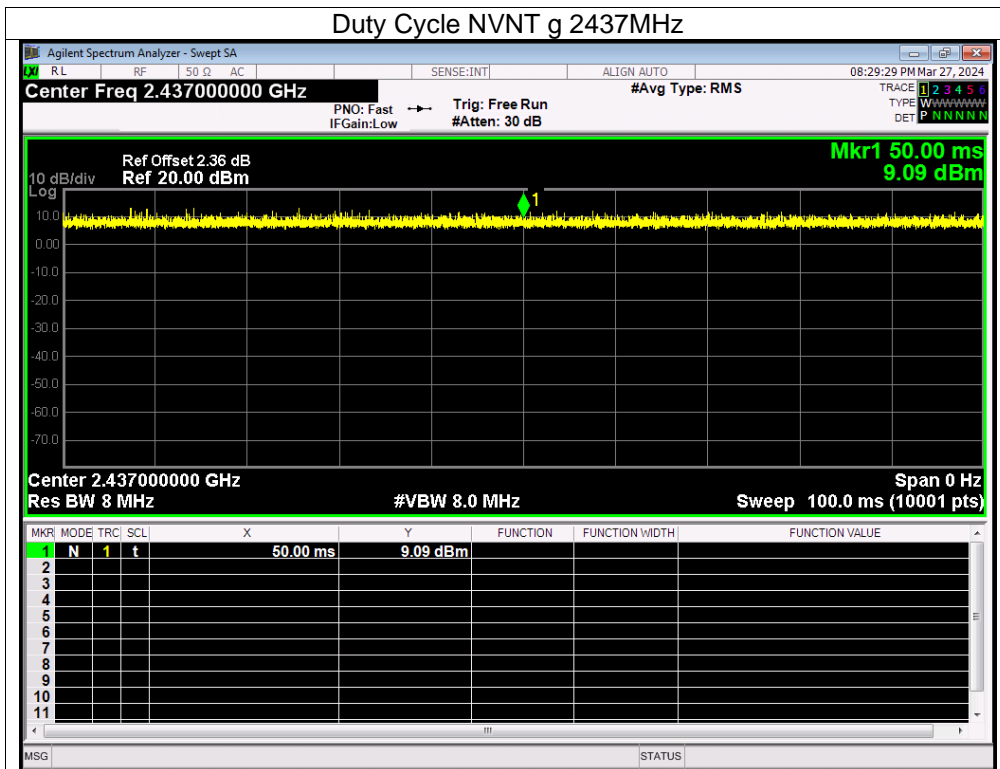 Duty Cycle NVNT g 2437MHz
Agilent Spectrum Analyzer - Swept SA
LXI RL RF 50 Ω AC SENSE:INT ALIGN AUTO 08:29:29 PM Mar 27, 2024
Center Freq 2.437000000 GHz #Avg Type: RMS TRACE 1 2 3 4 5 6
PNO: Fast Trig: Free Run TYPE WWWWWW
IFGain:Low #Atten: 30 dB DET P N N N N N
Mkr1 50.00 ms
Ref Offset 2.36 dB
10 dB/div Ref 20.00 dBm 9.09 dBm
Log
1
10.0
0.00
-10.0
-20.0
-30.0
-40.0
-50.0
-60.0
-70.0
Center 2.437000000 GHz Span 0 Hz
Res BW 8 MHz #VBW 8.0 MHz Sweep 100.0 ms (10001 pts)
MKR MODE TRC SCL X Y FUNCTION FUNCTION WIDTH FUNCTION VALUE
1 N 1 t 50.00 ms 9.09 dBm
2
3
4
5
6
7
8
9
10
11
MSG STATUS